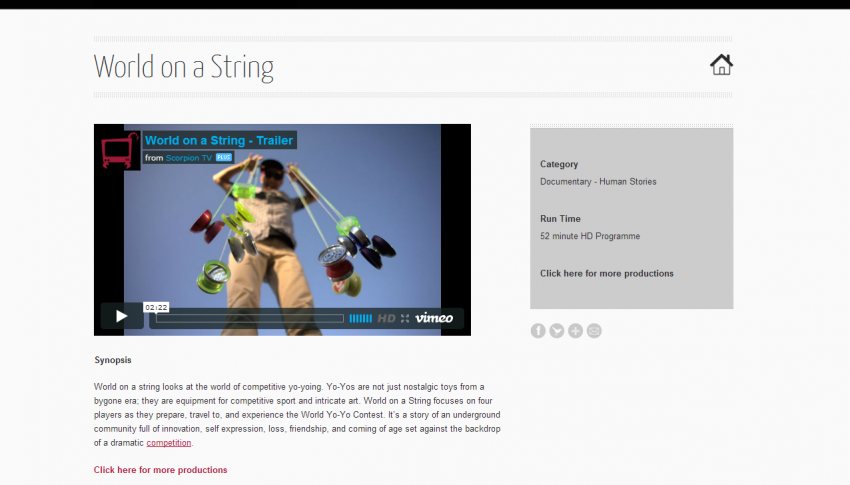 World on a String
World on a String - Trailer
from Scorpion TV PLUS
02:22
HD vimeo
Category
Documentary - Human Stories
Run Time
52 minute HD Programme
Click here for more productions
Synopsis
World on a string looks at the world of competitive yo-yoing. Yo-Yos are not just nostalgic toys from a
bygone era; they are equipment for competitive sport and intricate art. World on a String focuses on four
players as they prepare, travel to, and experience the World Yo-Yo Contest. It's a story of an underground
community full of innovation, self expression, loss, friendship, and coming of age set against the backdrop
of a dramatic competition.
Click here for more productions